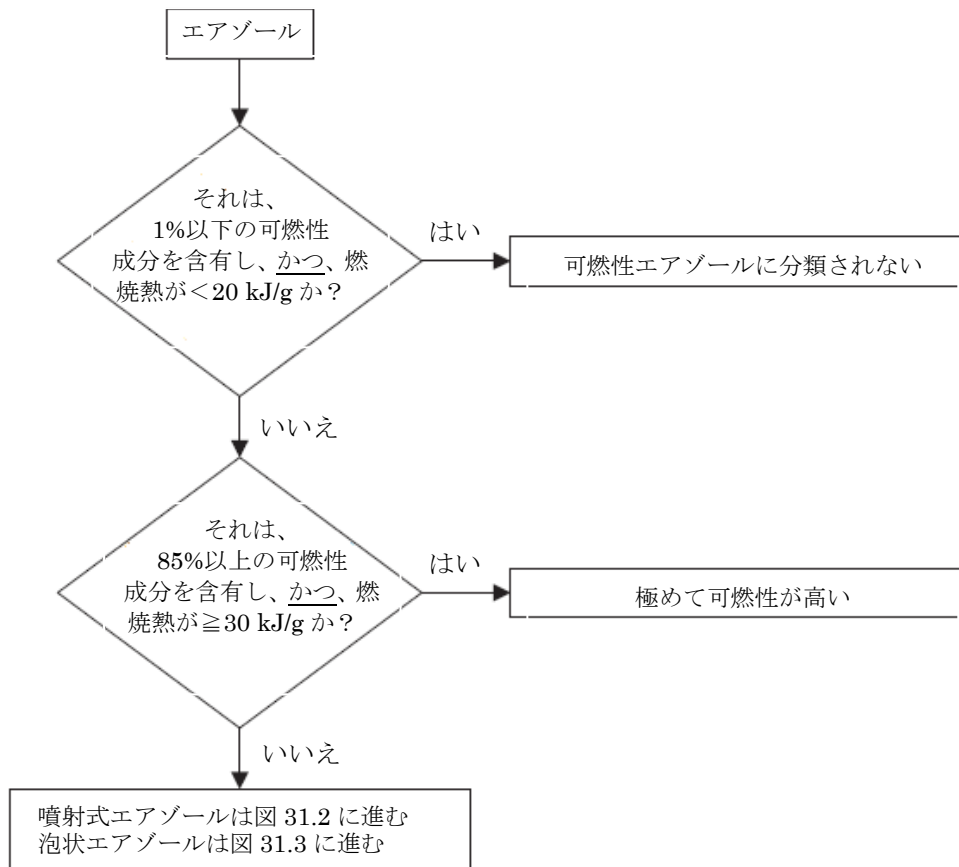 エアゾール
それは、
1%以下の可燃性
成分を含有し、かつ、燃
焼熱が＜20 kJ/g か？
はい
可燃性エアゾールに分類されない
いいえ
それは、
85%以上の可燃性
成分を含有し、かつ、燃
焼熱が≧30 kJ/g か？
はい
極めて可燃性が高い
いいえ
噴射式エアゾールは図 31.2 に進む
泡状エアゾールは図 31.3 に進む